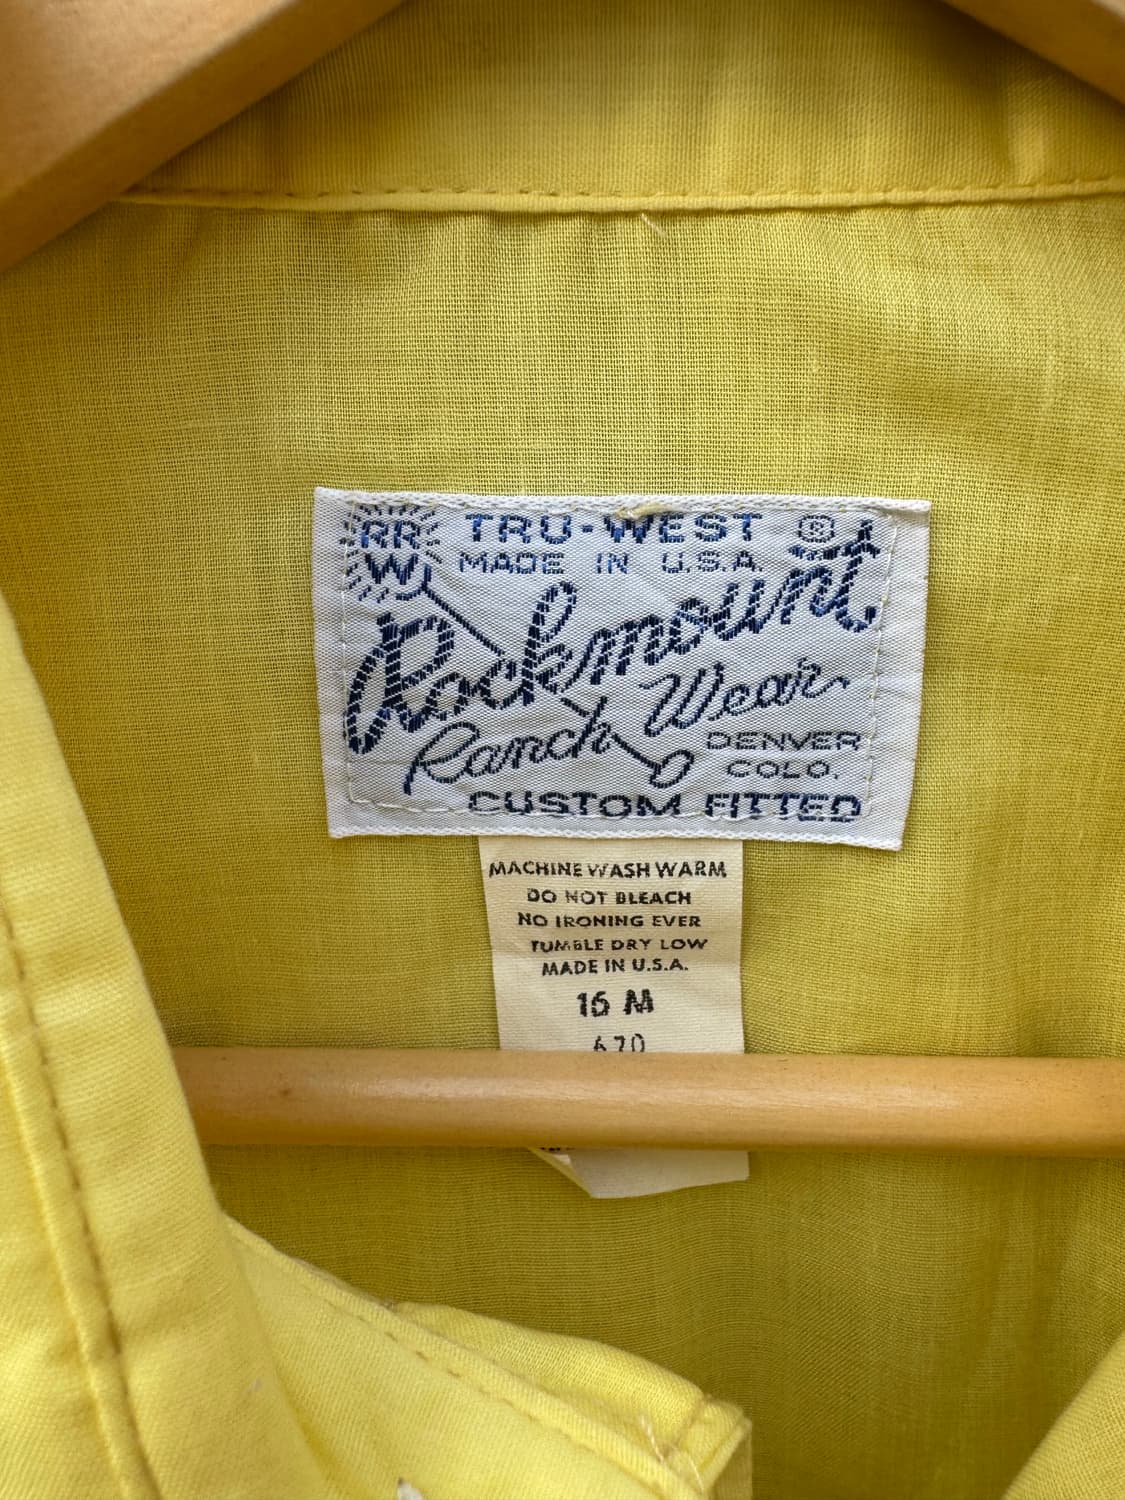 RR
W
TRU-WEST ®
MADE IN U.S.A.
Rockmount
Ranch Wear
DENVER
COLO.
CUSTOM FITTED
MACHINE WASH WARM
DO NOT BLEACH
NO IRONING EVER
TUMBLE DRY LOW
MADE IN U.S.A.
16 M
670